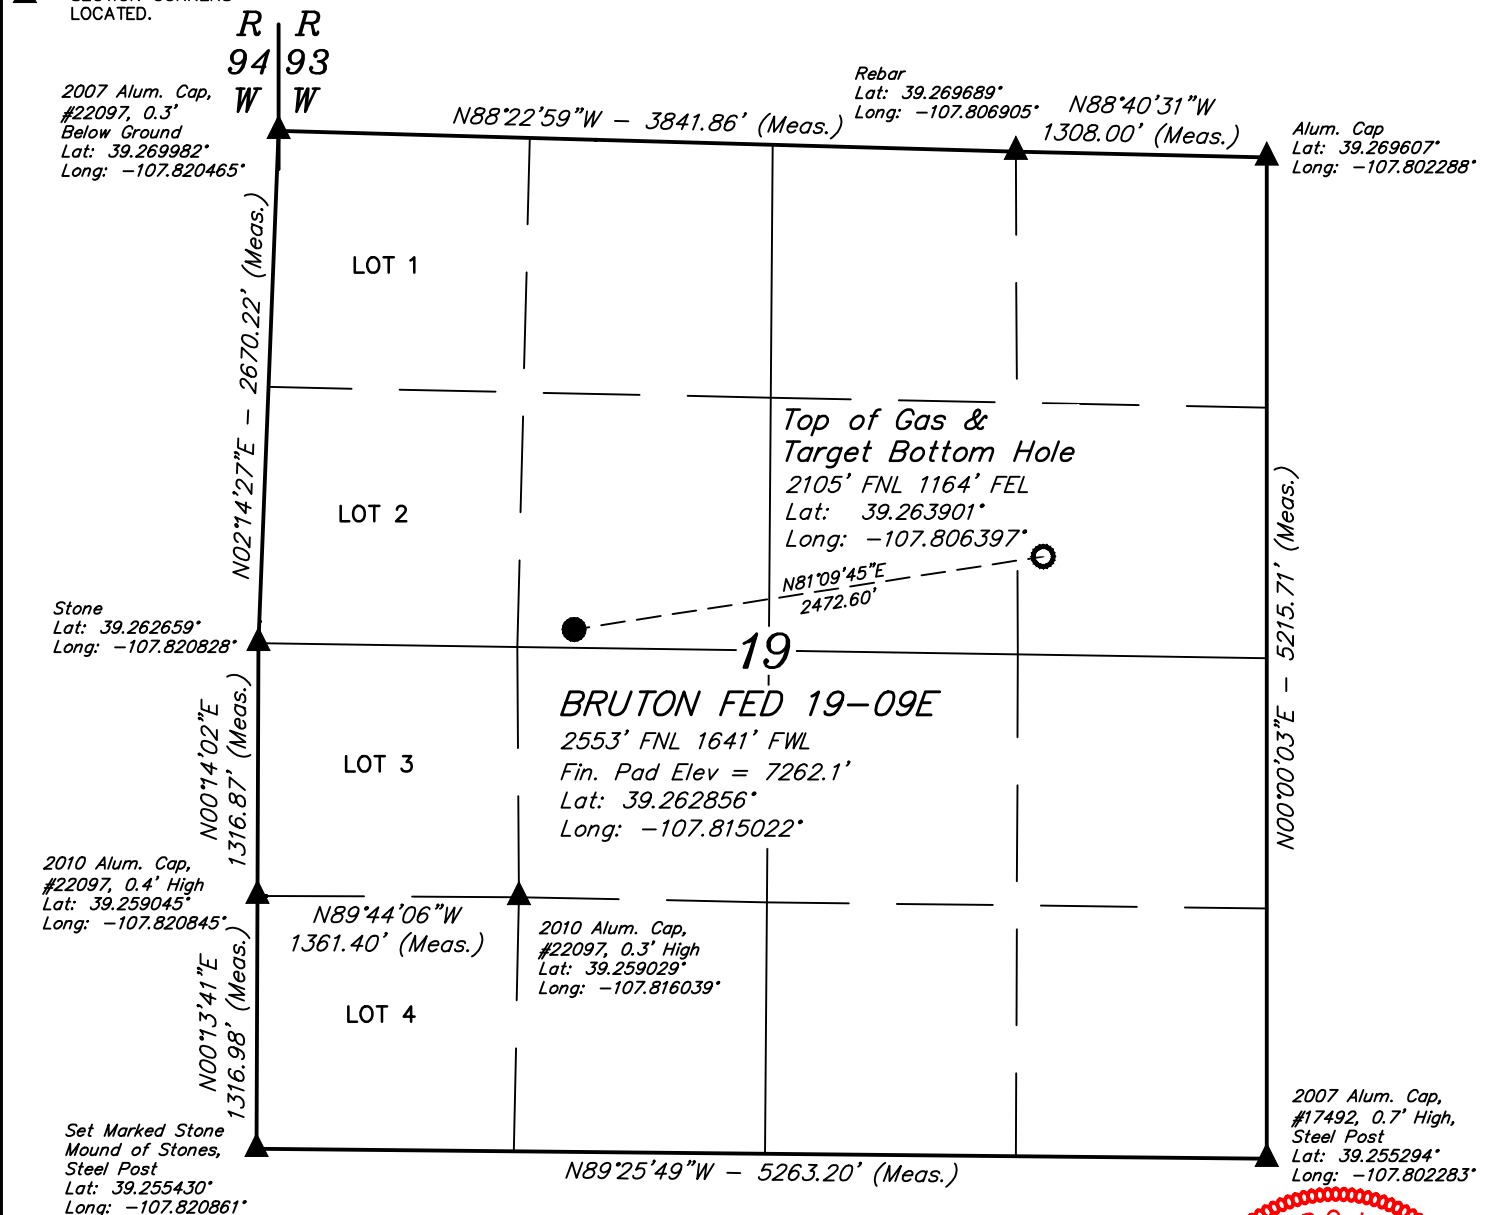 LOCATED.
R R
94 93
W W
2007 Alum. Cap,
#22097, 0.3'
Below Ground
Lat: 39.269982°
Long: -107.820465°
N88°22'59"W - 3841.86' (Meas.)
Rebar
Lat: 39.269689°
Long: -107.806905°
N88°40'31"W
1308.00' (Meas.)
Alum. Cap
Lat: 39.269607°
Long: -107.802288°
N02°14'27"E - 2670.22' (Meas.)
LOT 1
LOT 2
Top of Gas &
Target Bottom Hole
2105' FNL 1164' FEL
Lat: 39.263901°
Long: -107.806397°
N81°09'45"E
2472.60'
Stone
Lat: 39.262659°
Long: -107.820828°
19
BRUTON FED 19-09E
2553' FNL 1641' FWL
Fin. Pad Elev = 7262.1'
Lat: 39.262856°
Long: -107.815022°
N00°00'03"E - 5215.71' (Meas.)
N00°14'02"E
1316.87' (Meas.)
LOT 3
2010 Alum. Cap,
#22097, 0.4' High
Lat: 39.259045°
Long: -107.820845°
N89°44'06"W
1361.40' (Meas.)
2010 Alum. Cap,
#22097, 0.3' High
Lat: 39.259029°
Long: -107.816039°
N00°13'41"E
1316.98' (Meas.)
LOT 4
Set Marked Stone
Mound of Stones,
Steel Post
Lat: 39.255430°
Long: -107.820861°
N89°25'49"W - 5263.20' (Meas.)
2007 Alum. Cap,
#17492, 0.7' High,
Steel Post
Lat: 39.255294°
Long: -107.802283°